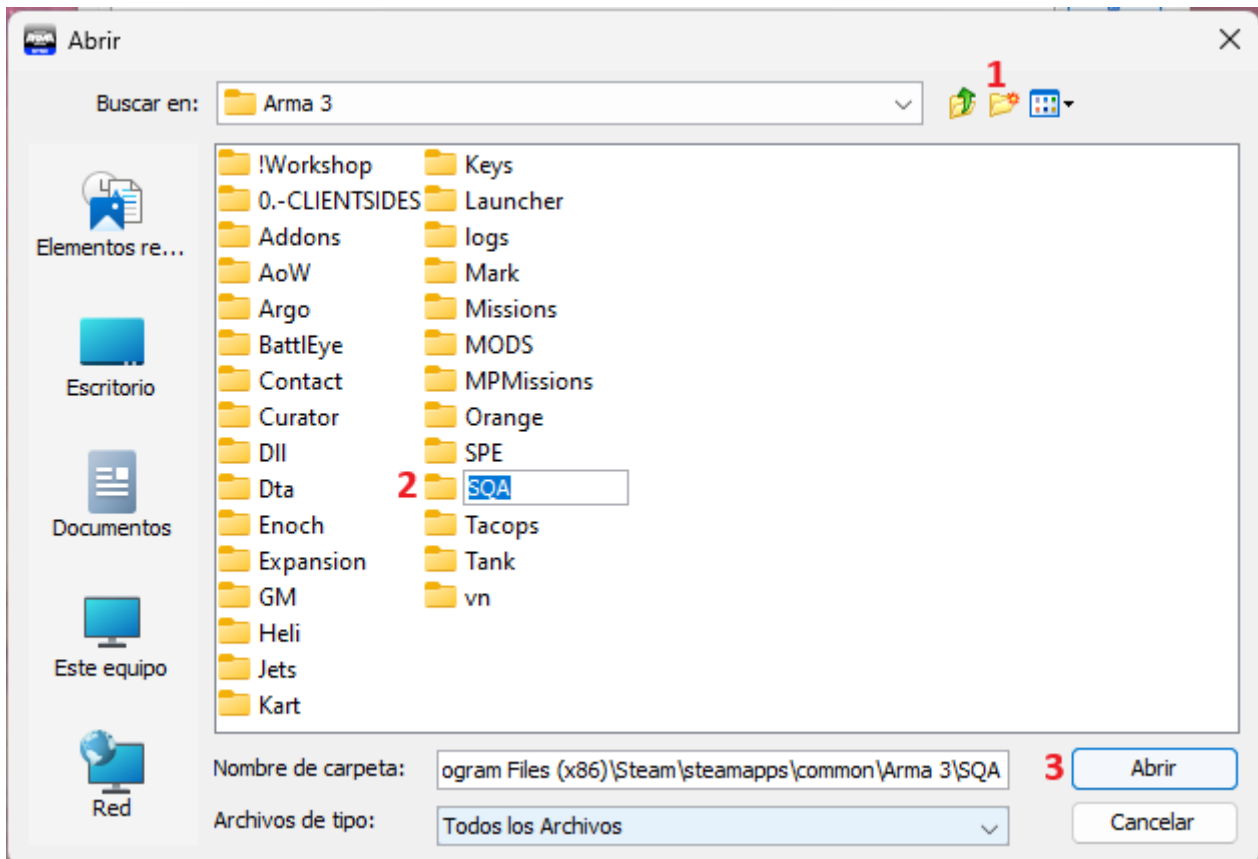 Abrir
1
Buscar en: Arma 3
!Workshop
0.-CLIENTSIDES
Addons
AoW
Argo
BattlEye
Contact
Curator
Dll
Dta
Enoch
Expansion
GM
Heli
Jets
Kart
Keys
Launcher
logs
Mark
Missions
MODS
MPMissions
Orange
SPE
2 SQA
Tacops
Tank
vn
Elementos re...
Escritorio
Documentos
Este equipo
Red
Nombre de carpeta: ogram Files (x86)\Steam\steamapps\common\Arma 3\SQA
3 Abrir
Archivos de tipo: Todos los Archivos
Cancelar